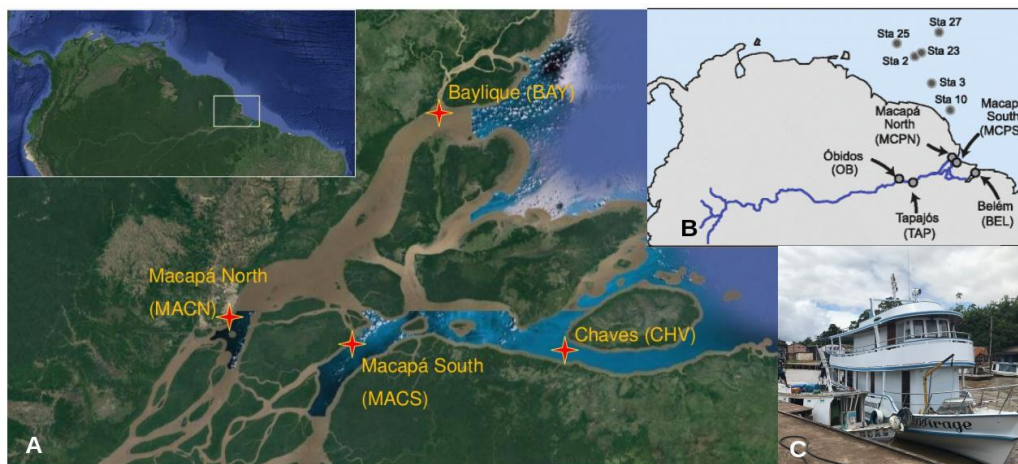 Baylique (BAY)
Macapá North
(MACN)
Macapá South
(MACS)
Chaves (CHV)
A
Sta 27
Sta 25
Sta 23
Sta 2
Sta 3
Sta 10
Macapá
North
(MCPN)
Macapá
South
(MCPS)
Óbidos
(OB)
Tapajós
(TAP)
Belém
(BEL)
B
C